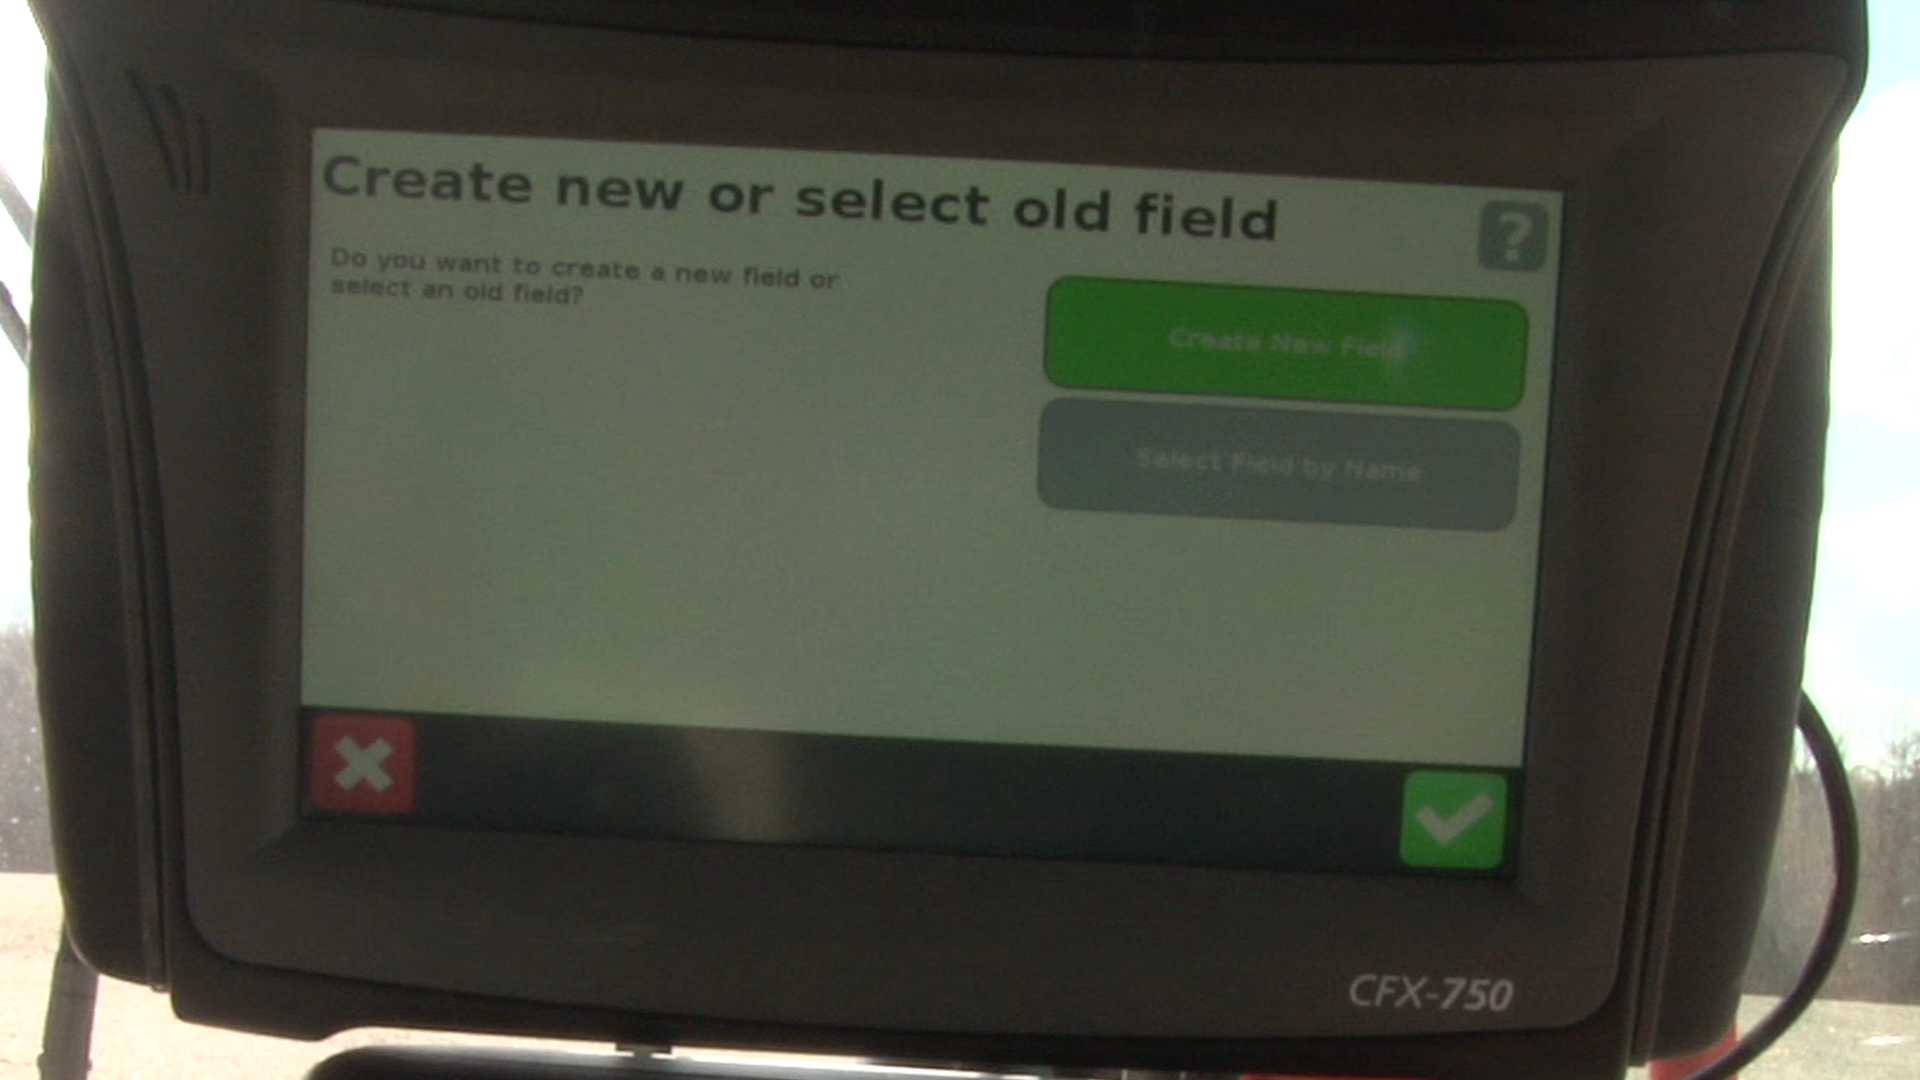 Create new or select old field
?
Do you want to create a new field or
select an old field?
Create New Field
Select Field by Name
CFX-750